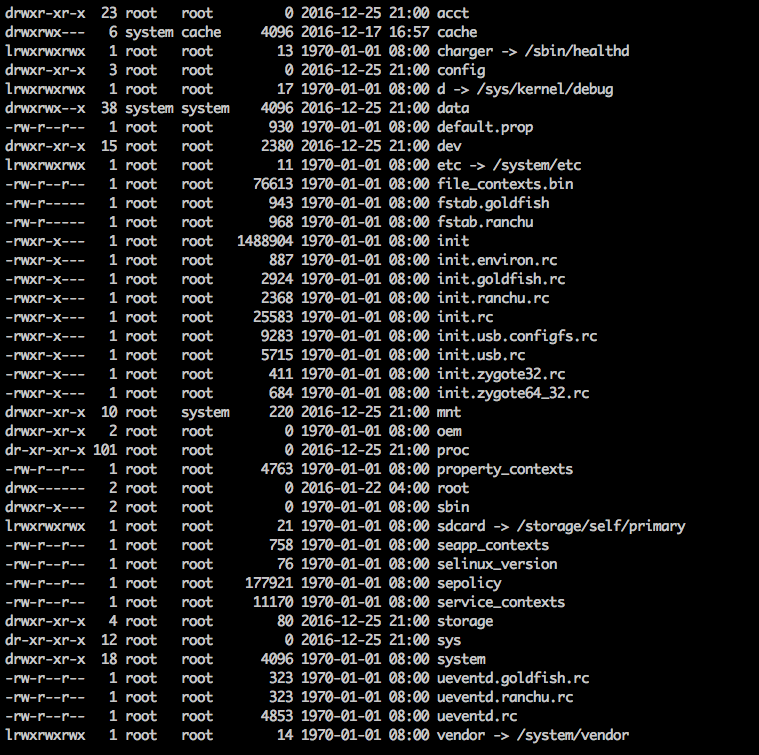 drwxr-xr-x  23 root   root         0 2016-12-25 21:00 acct
drwxrwx---   6 system cache     4096 2016-12-17 16:57 cache
lrwxrwxrwx   1 root   root        13 1970-01-01 08:00 charger -> /sbin/healthd
drwxr-xr-x   3 root   root         0 2016-12-25 21:00 config
lrwxrwxrwx   1 root   root        17 1970-01-01 08:00 d -> /sys/kernel/debug
drwxrwx--x  38 system system    4096 2016-12-25 21:00 data
-rw-r--r--   1 root   root       930 1970-01-01 08:00 default.prop
drwxr-xr-x  15 root   root      2380 2016-12-25 21:00 dev
lrwxrwxrwx   1 root   root        11 1970-01-01 08:00 etc -> /system/etc
-rw-r--r--   1 root   root     76613 1970-01-01 08:00 file_contexts.bin
-rw-r-----   1 root   root       943 1970-01-01 08:00 fstab.goldfish
-rw-r-----   1 root   root       968 1970-01-01 08:00 fstab.ranchu
-rwxr-x---   1 root   root   1488904 1970-01-01 08:00 init
-rwxr-x---   1 root   root       887 1970-01-01 08:00 init.environ.rc
-rwxr-x---   1 root   root      2924 1970-01-01 08:00 init.goldfish.rc
-rwxr-x---   1 root   root      2368 1970-01-01 08:00 init.ranchu.rc
-rwxr-x---   1 root   root     25583 1970-01-01 08:00 init.rc
-rwxr-x---   1 root   root      9283 1970-01-01 08:00 init.usb.configfs.rc
-rwxr-x---   1 root   root      5715 1970-01-01 08:00 init.usb.rc
-rwxr-x---   1 root   root       411 1970-01-01 08:00 init.zygote32.rc
-rwxr-x---   1 root   root       684 1970-01-01 08:00 init.zygote64_32.rc
drwxr-xr-x  10 root   system     220 2016-12-25 21:00 mnt
drwxr-xr-x   2 root   root         0 1970-01-01 08:00 oem
dr-xr-xr-x 101 root   root         0 2016-12-25 21:00 proc
-rw-r--r--   1 root   root      4763 1970-01-01 08:00 property_contexts
drwx------   2 root   root         0 2016-01-22 04:00 root
drwxr-x---   2 root   root         0 1970-01-01 08:00 sbin
lrwxrwxrwx   1 root   root        21 1970-01-01 08:00 sdcard -> /storage/self/primary
-rw-r--r--   1 root   root       758 1970-01-01 08:00 seapp_contexts
-rw-r--r--   1 root   root        76 1970-01-01 08:00 selinux_version
-rw-r--r--   1 root   root    177921 1970-01-01 08:00 sepolicy
-rw-r--r--   1 root   root     11170 1970-01-01 08:00 service_contexts
drwxr-xr-x   4 root   root        80 2016-12-25 21:00 storage
dr-xr-xr-x  12 root   root         0 2016-12-25 21:00 sys
drwxr-xr-x  18 root   root      4096 1970-01-01 08:00 system
-rw-r--r--   1 root   root       323 1970-01-01 08:00 ueventd.goldfish.rc
-rw-r--r--   1 root   root       323 1970-01-01 08:00 ueventd.ranchu.rc
-rw-r--r--   1 root   root      4853 1970-01-01 08:00 ueventd.rc
lrwxrwxrwx   1 root   root        14 1970-01-01 08:00 vendor -> /system/vendor